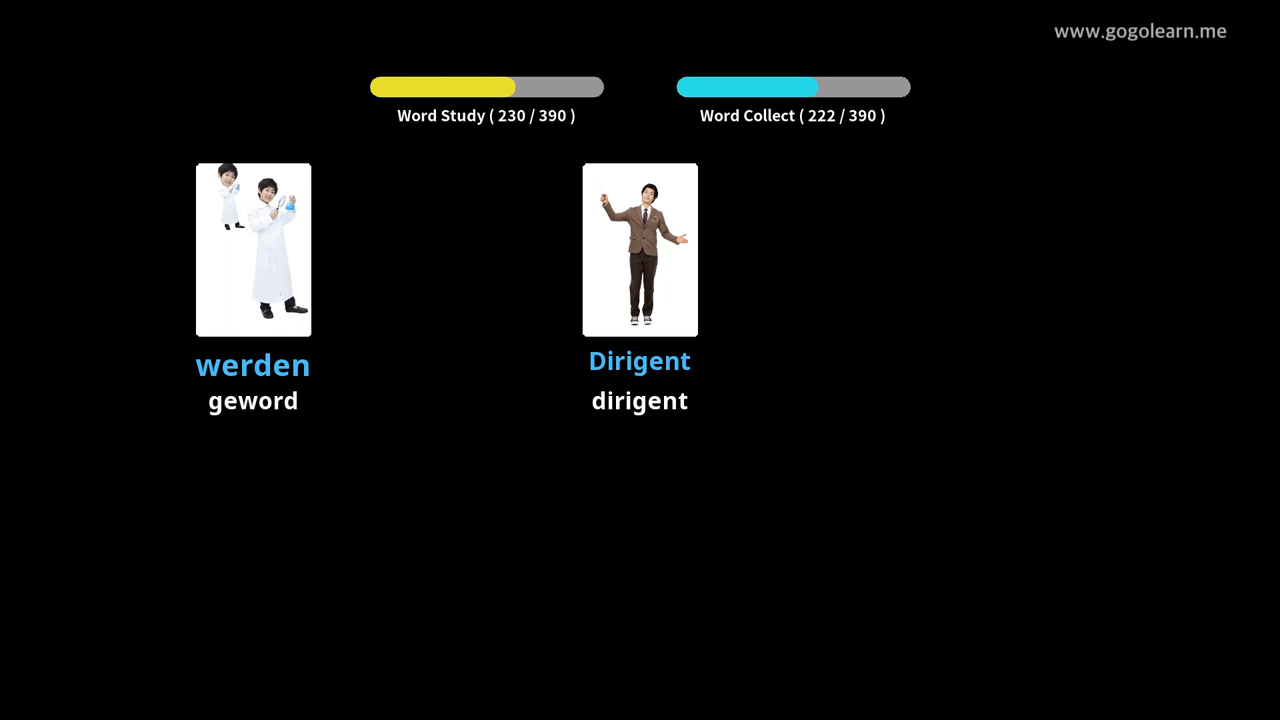 www.gogolearn.me
Word Study ( 230 / 390 )
Word Collect ( 222 / 390 )
werden
geword
Dirigent
dirigent